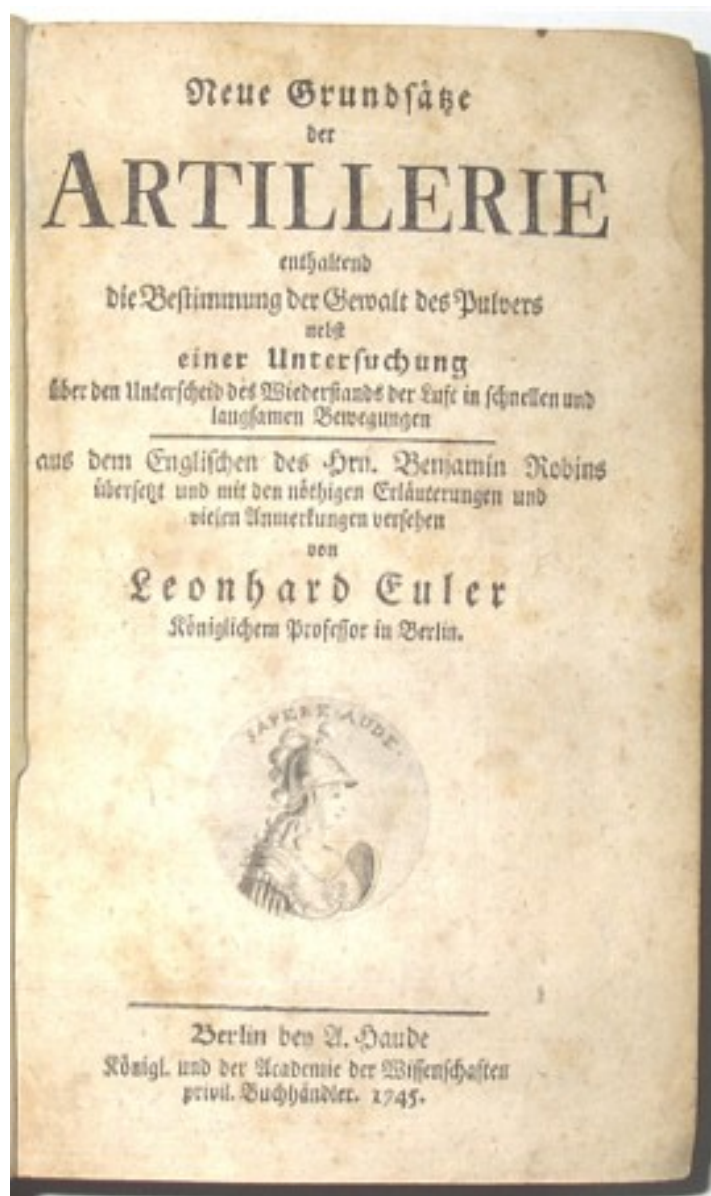 Neue Grundsätze
der
ARTILLERIE
enthaltend
die Bestimmung der Gewalt des Pulvers
nebst
einer Untersuchung
über den Unterscheid des Wiederstands der Luft in schnellen und
langsamen Bewegungen
aus dem Englischen des Hrn. Benjamin Robins
übersetzt und mit den nöthigen Erläuterungen und
vielen Anmerkungen versehen
von
Leonhard Euler
Königlichem Professor in Berlin.
SAPERE AUDE.
Berlin bey A. Haude
Königl. und der Academie der Wissenschaften
privil. Buchhändler. 1745.